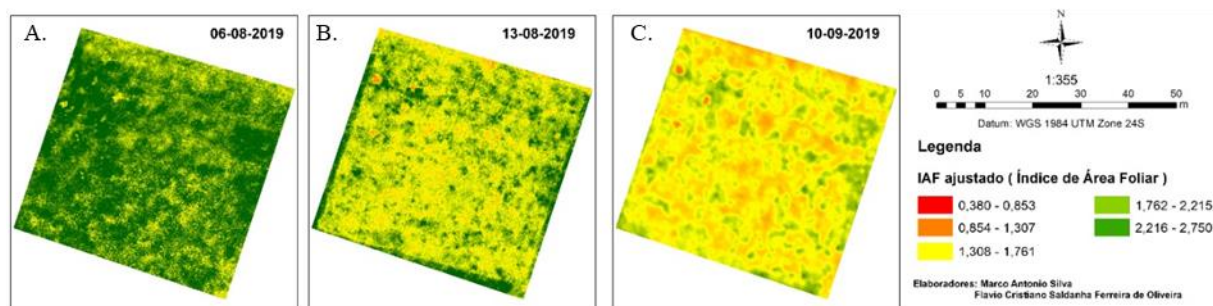 A.
06-08-2019
B.
13-08-2019
C.
10-09-2019
N
1:355
0 5 10 20 30 40 50
m
Datum: WGS 1984 UTM Zone 24S
Legenda
IAF ajustado ( Índice de Área Foliar )
0,380 - 0,853
1,762 - 2,215
0,854 - 1,307
2,216 - 2,750
1,308 - 1,761
Elaboradores: Marco Antonio Silva
Flavio Cristiano Saldanha Ferreira de Oliveira